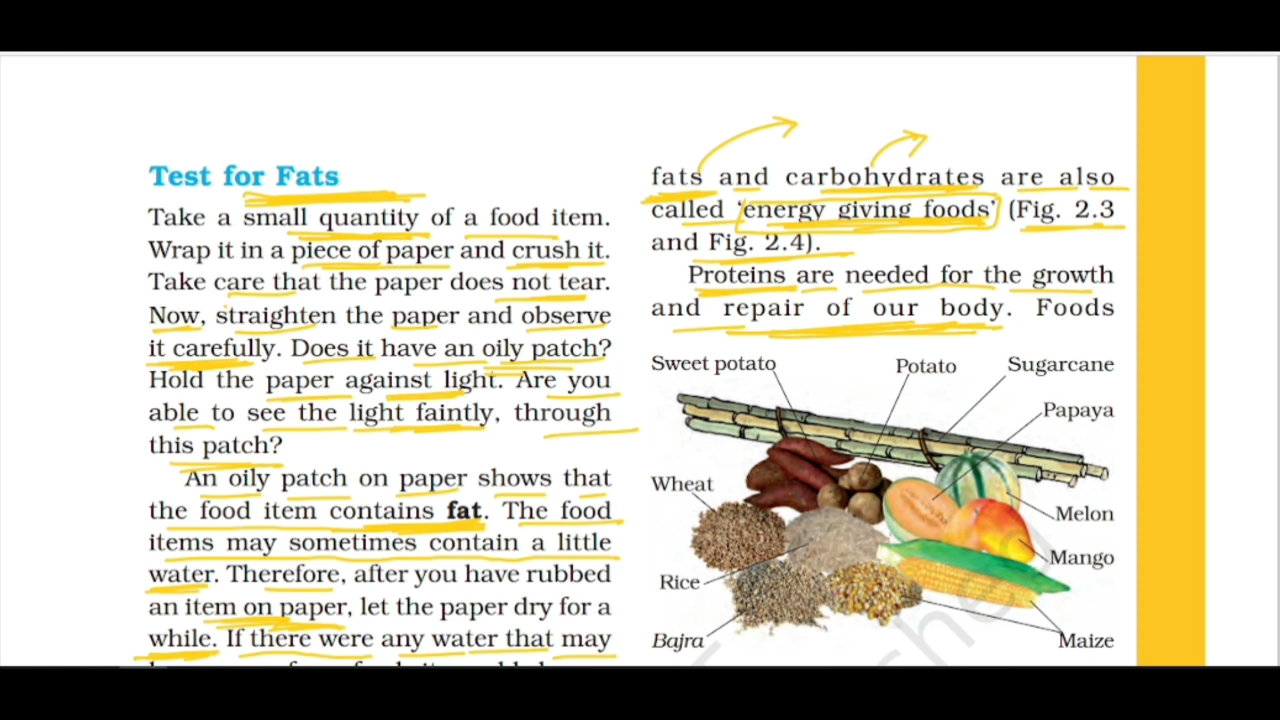 Test for Fats
Take a small quantity of a food item.
Wrap it in a piece of paper and crush it.
Take care that the paper does not tear.
Now, straighten the paper and observe
it carefully. Does it have an oily patch?
Hold the paper against light. Are you
able to see the light faintly, through
this patch?
An oily patch on paper shows that
the food item contains fat. The food
items may sometimes contain a little
water. Therefore, after you have rubbed
an item on paper, let the paper dry for a
while. If there were any water that may
fats and carbohydrates are also
called 'energy giving foods' (Fig. 2.3
and Fig. 2.4).
Proteins are needed for the growth
and repair of our body. Foods
Sweet potato
Potato
Sugarcane
Papaya
Wheat
Melon
Mango
Rice
Bajra
Maize